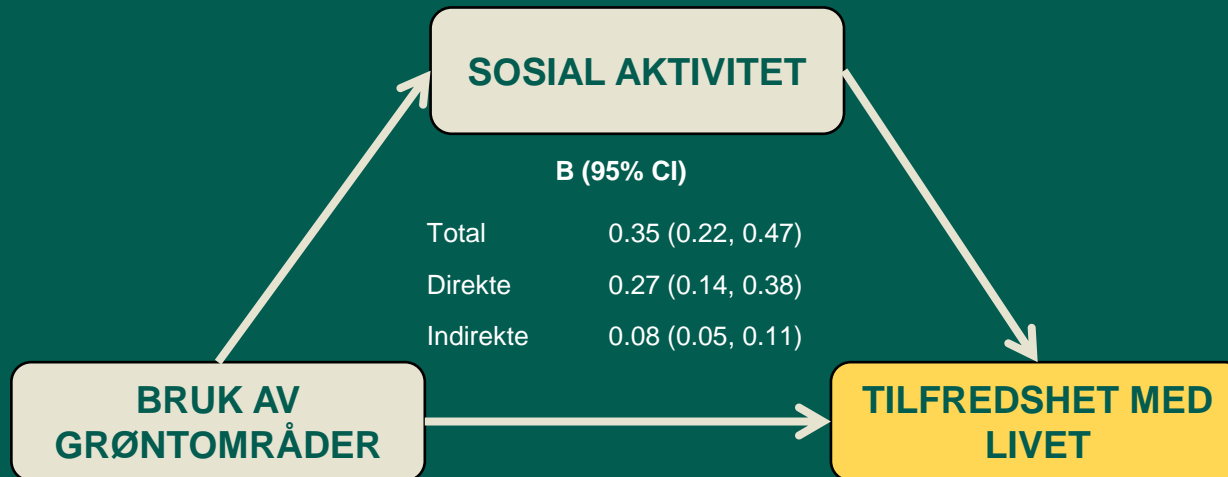 SOSIAL AKTIVITET
B (95% CI)
Total 0.35 (0.22, 0.47)
Direkte 0.27 (0.14, 0.38)
Indirekte 0.08 (0.05, 0.11)
BRUK AV
GRØNTOMRÅDER
TILFREDSHET MED
LIVET